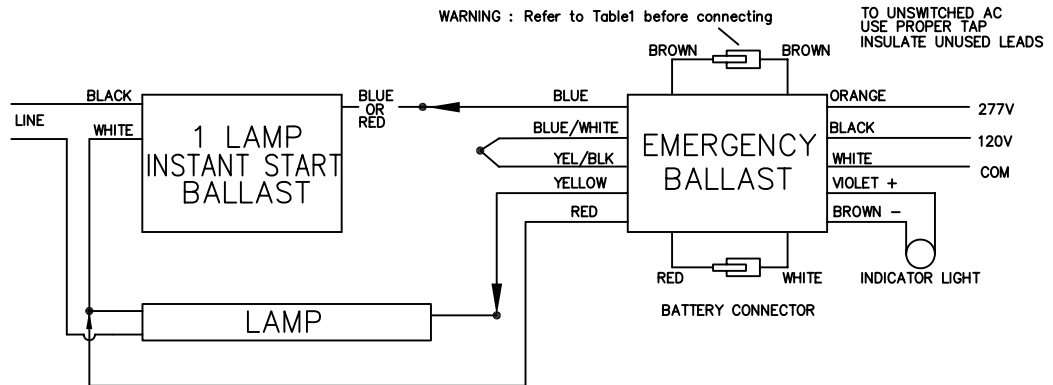 WARNING : Refer to Table1 before connecting
TO UNSWITCHED AC
USE PROPER TAP
INSULATE UNUSED LEADS
BROWN
BROWN
BLACK
LINE
WHITE
1 LAMP
INSTANT START
BALLAST
BLUE
OR
RED
BLUE
BLUE/WHITE
YEL/BLK
YELLOW
RED
EMERGENCY
BALLAST
ORANGE
277V
BLACK
120V
WHITE
COM
VIOLET +
BROWN -
RED
WHITE
INDICATOR LIGHT
BATTERY CONNECTOR
LAMP